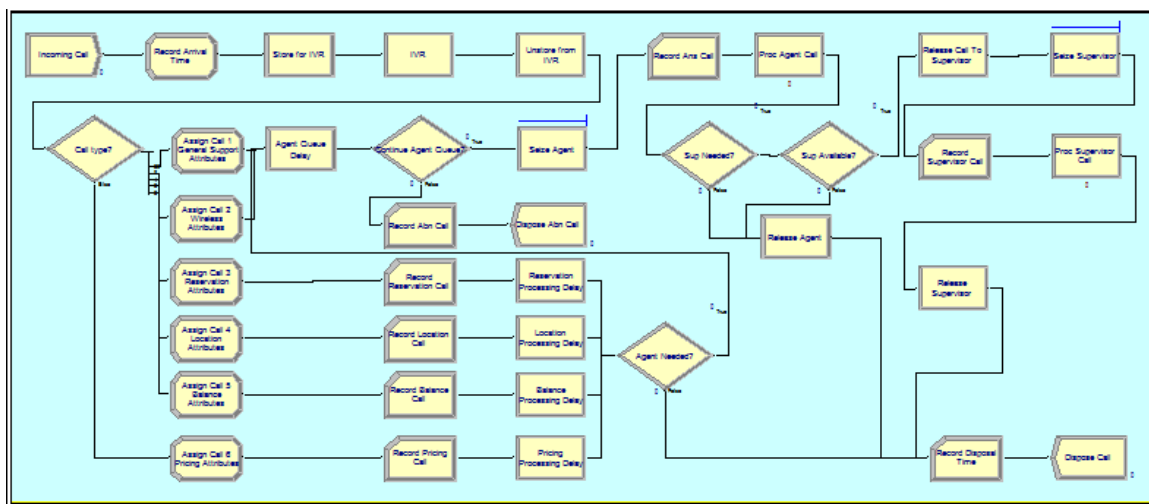 Incoming Call
Record Arrival
Time
Store for IVR
IVR
Unstore from
IVR
Record Ans Call
Proc Agent Call
Release Call To
Supervisor
Seize Supervisor
Call type?
Else
Assign Call 1
General Support
Attributes
Agent Queue
Delay
Continue Agent Queue?
True
False
Seize Agent
Sup Needed?
True
False
Sup Available?
True
False
Record
Supervisor Call
Proc Supervisor
Call
Assign Call 2
Wireless
Attributes
Record Abn Call
Dispose Abn Call
Release Agent
Assign Call 3
Reservation
Attributes
Record
Reservation Call
Reservation
Processing Delay
Release
Supervisor
Assign Call 4
Location
Attributes
Record Location
Call
Location
Processing Delay
Agent Needed?
True
False
Assign Call 5
Balance
Attributes
Record Balance
Call
Balance
Processing Delay
Assign Call 6
Pricing Attributes
Record Pricing
Call
Pricing
Processing Delay
Record Disposal
Time
Dispose Call